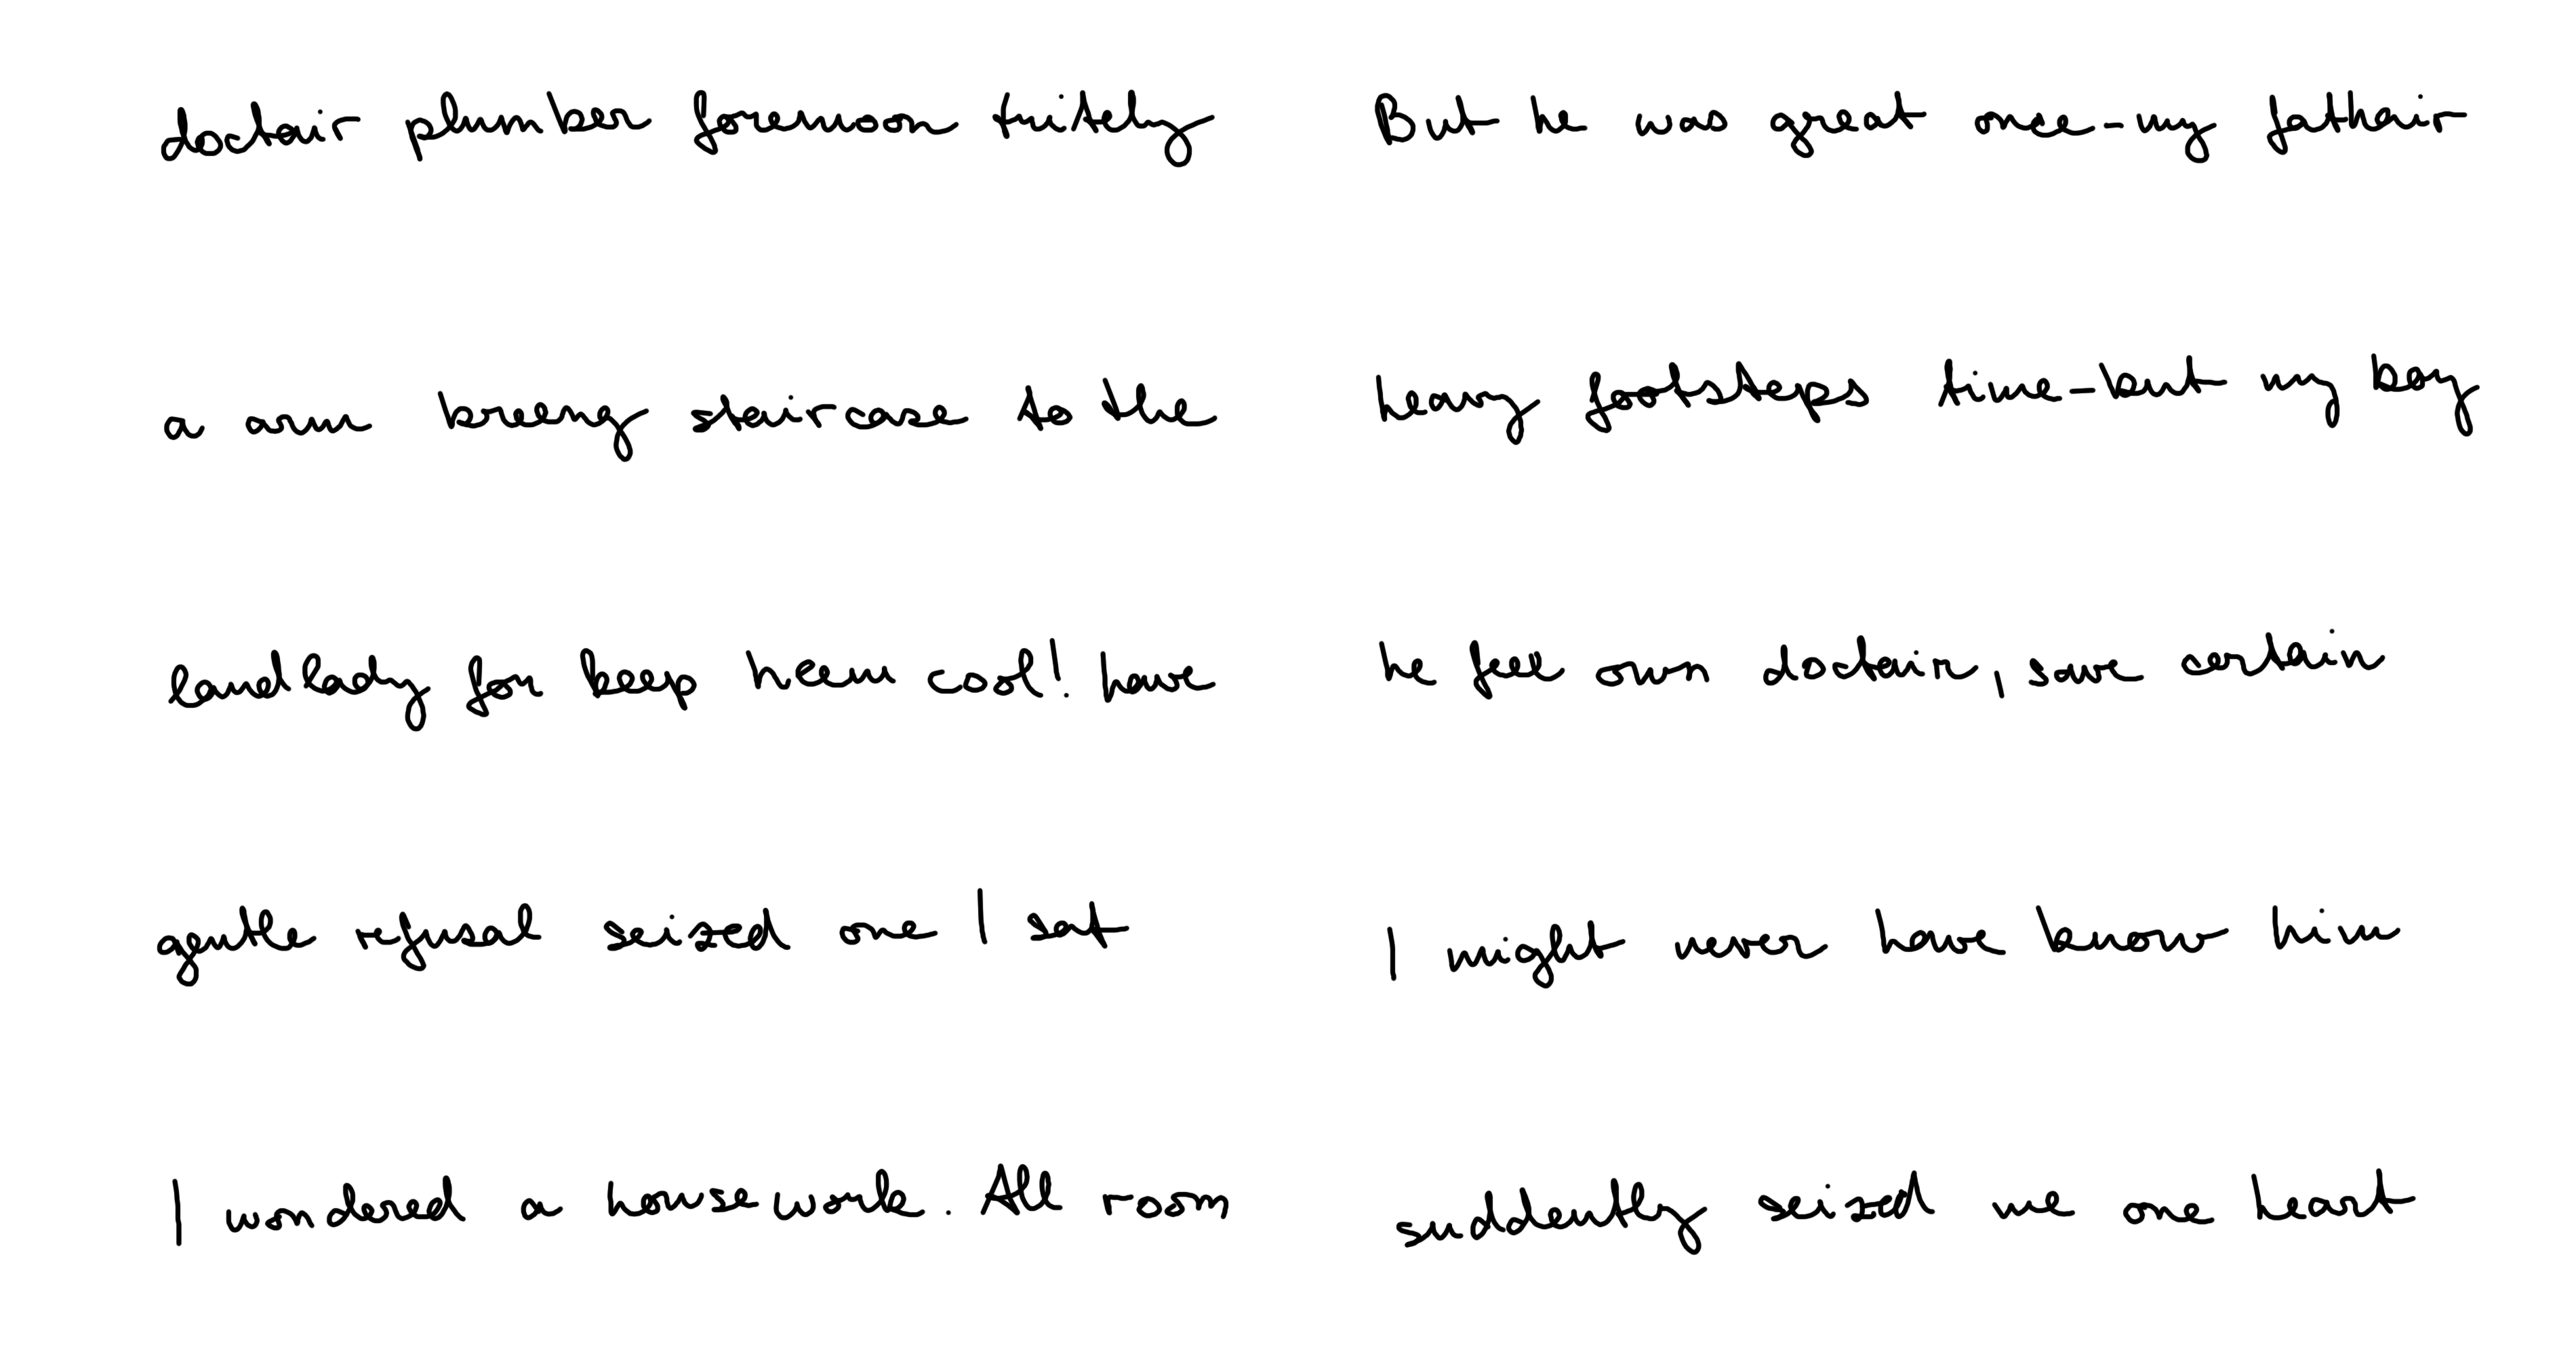 doctair plumber foremoon
But he was great once-my fathair
a arm breeng staircase to the
heavy footsteps time-but my boy
landlady for keep heem cool! have
he feel own doctair, save certain
gentle refusal seized one I sat
I might never have know him
I wondered a housework. All room
suddently seized me one heart